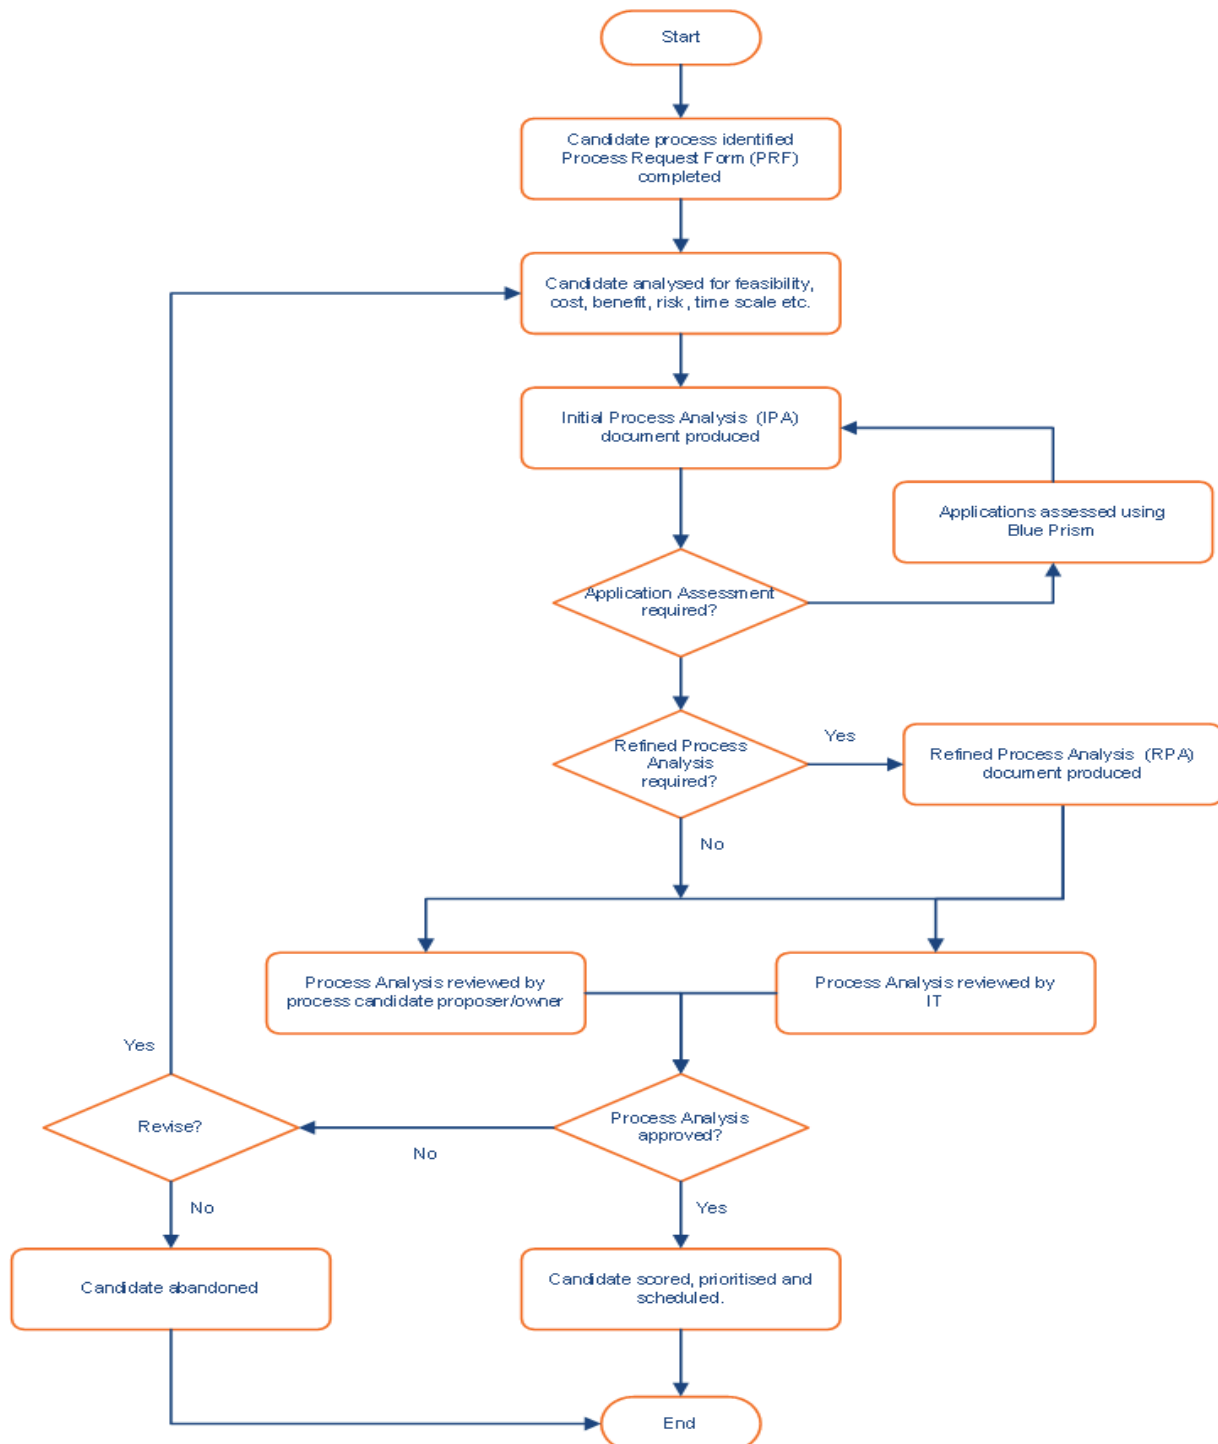 Start
Candidate process identified
Process Request Form (PRF)
completed
Candidate analysed for feasibility,
cost, benefit, risk, time scale etc.
Initial Process Analysis (IPA)
document produced
Applications assessed using
Blue Prism
Application Assessment
required?
Refined Process
Analysis
required?
Yes
Refined Process Analysis (RPA)
document produced
No
Process Analysis reviewed by
process candidate proposer/owner
Process Analysis reviewed by
IT
Yes
Revise?
Process Analysis
approved?
No
No
Yes
Candidate abandoned
Candidate scored, prioritised and
scheduled.
End